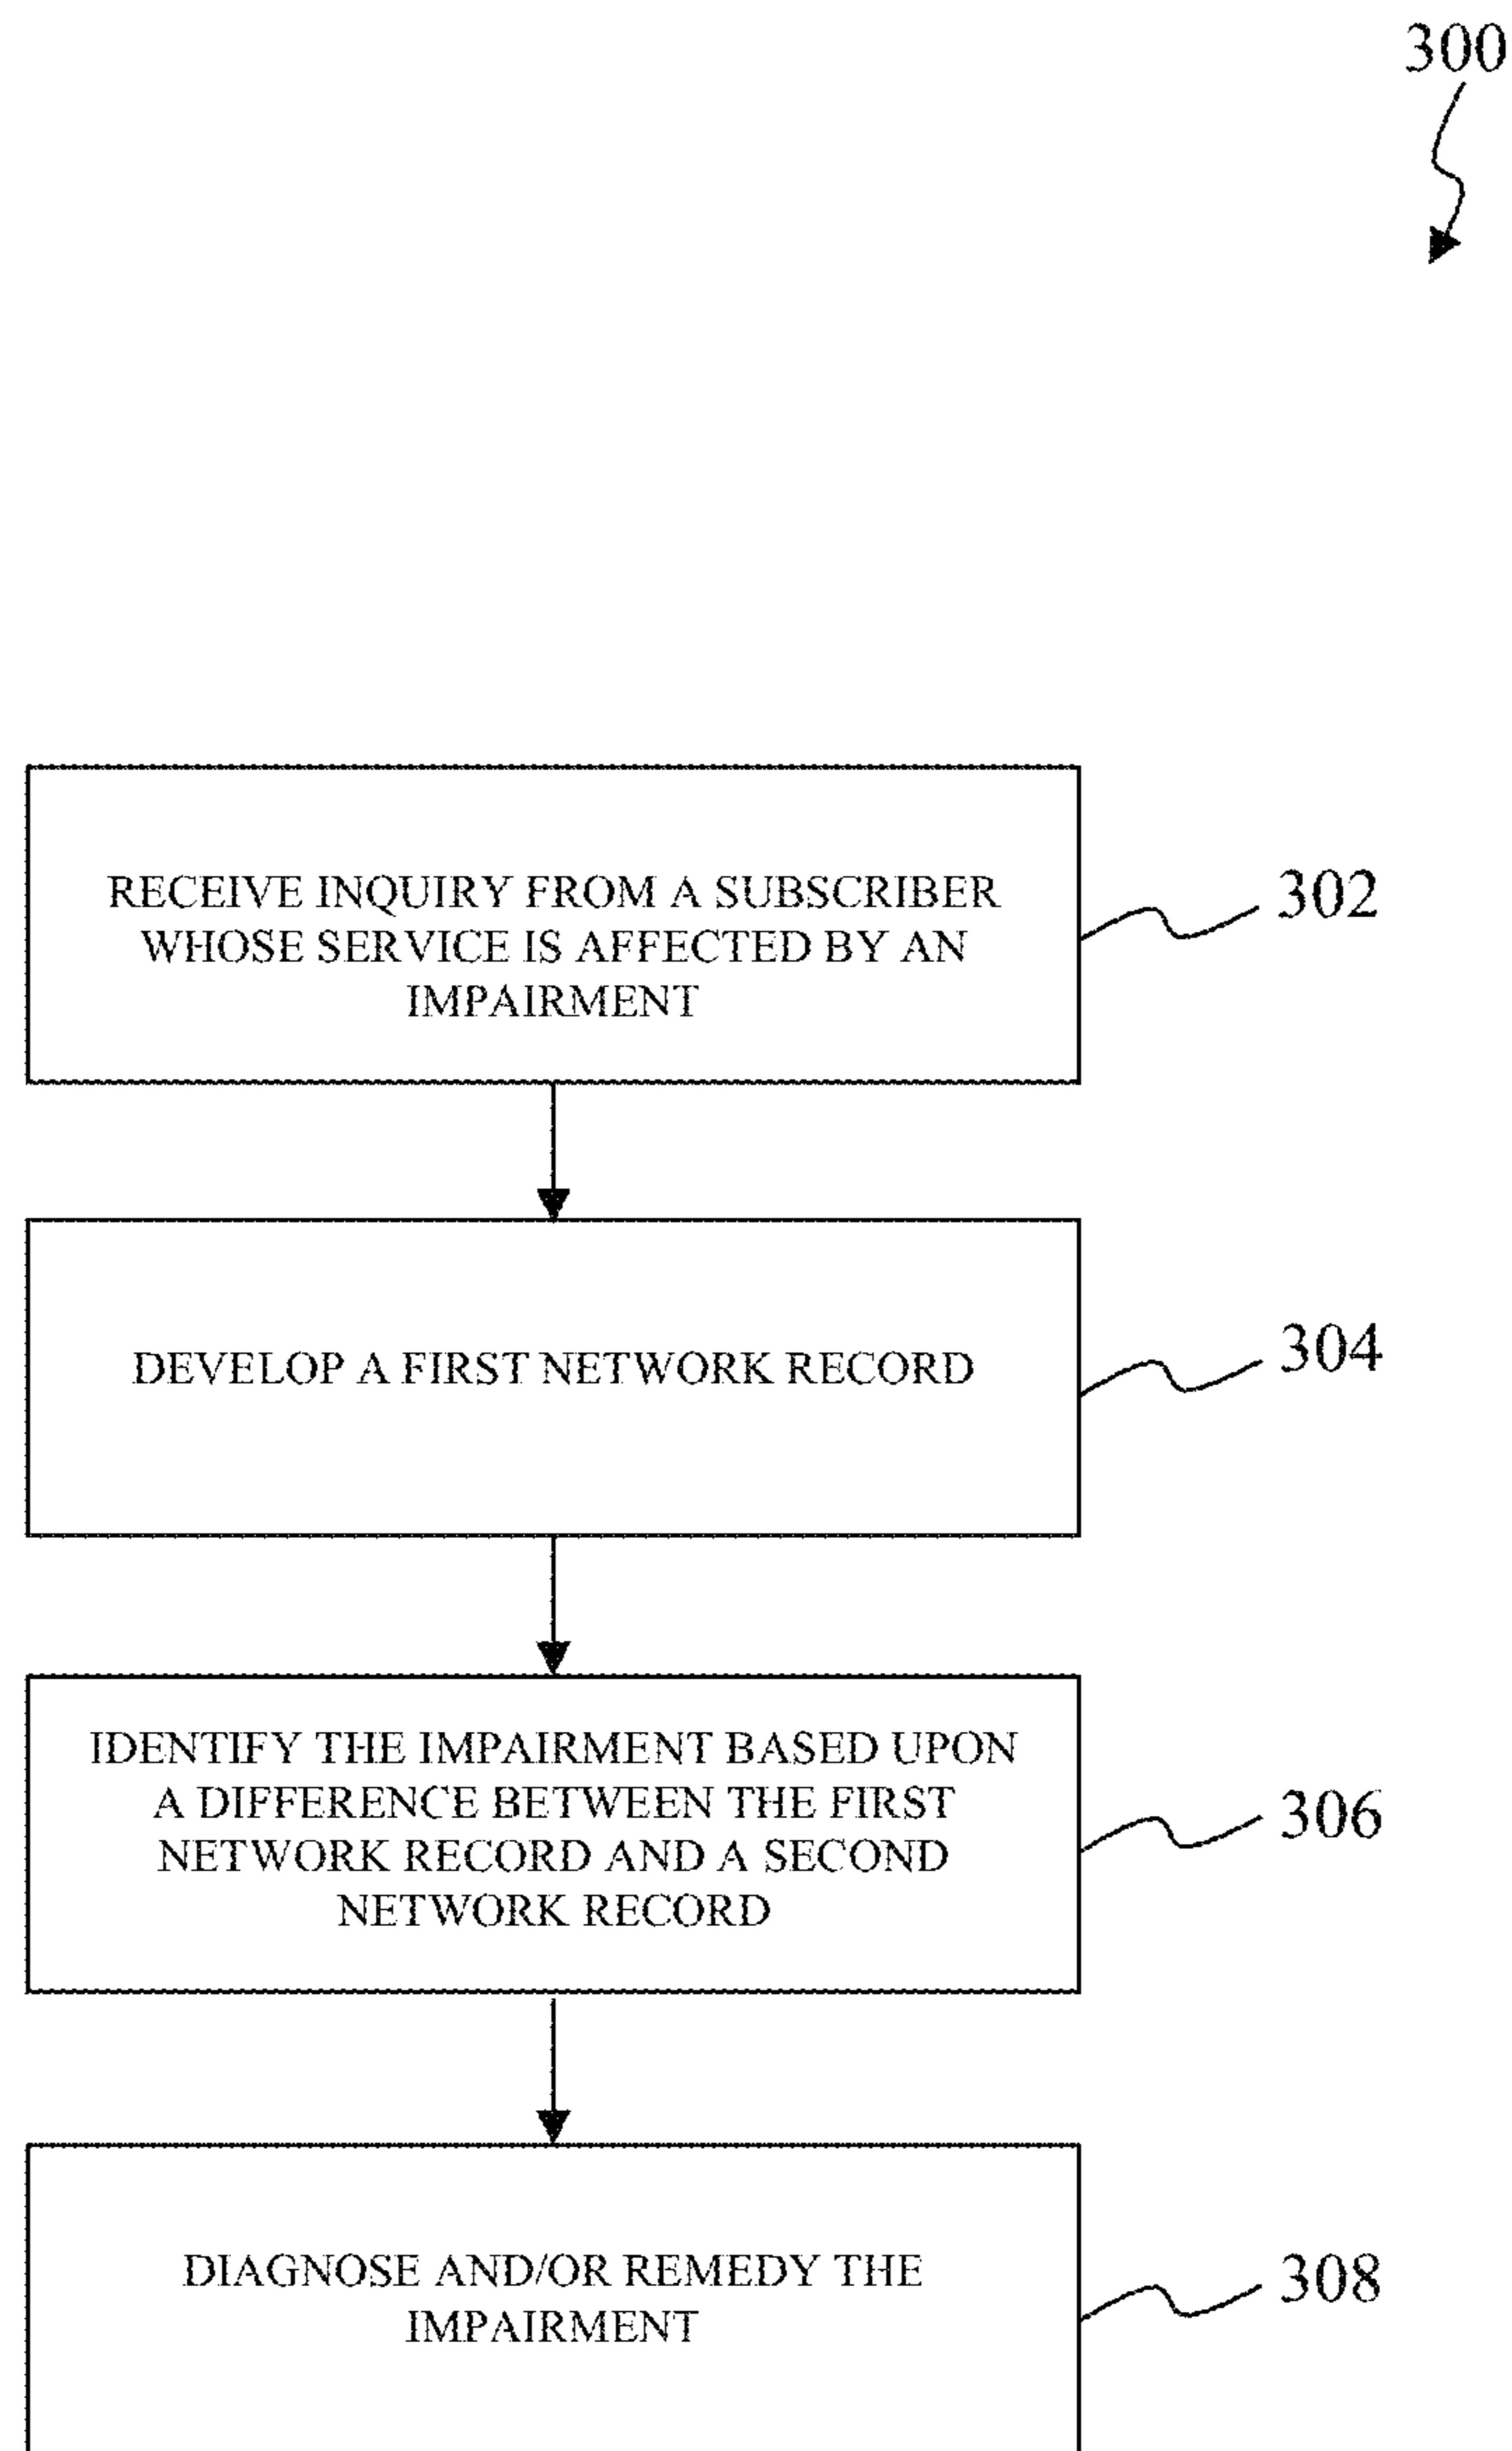 300
RECEIVE INQUIRY FROM A SUBSCRIBER
WHOSE SERVICE IS AFFECTED BY AN
IMPAIRMENT
302
DEVELOP A FIRST NETWORK RECORD
304
IDENTIFY THE IMPAIRMENT BASED UPON
A DIFFERENCE BETWEEN THE FIRST
NETWORK RECORD AND A SECOND
NETWORK RECORD
306
DIAGNOSE AND/OR REMEDY THE
IMPAIRMENT
308